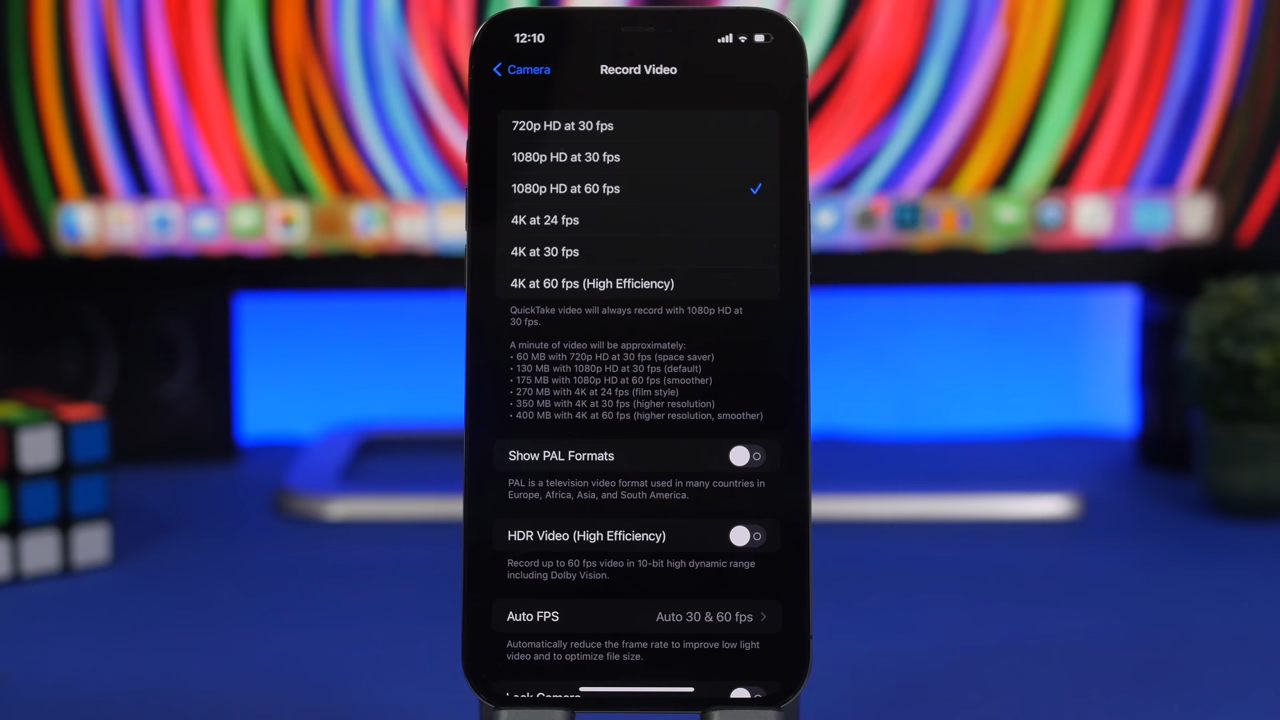 12:10
Camera
Record Video
720p HD at 30 fps
1080p HD at 30 fps
1080p HD at 60 fps
4K at 24 fps
4K at 30 fps
4K at 60 fps (High Efficiency)
QuickTake video will always record with 1080p HD at
30 fps.
A minute of video will be approximately:
• 60 MB with 720p HD at 30 fps (space saver)
• 130 MB with 1080p HD at 30 fps (default)
• 175 MB with 1080p HD at 60 fps (smoother)
• 270 MB with 4K at 24 fps (film style)
• 350 MB with 4K at 30 fps (higher resolution)
• 400 MB with 4K at 60 fps (higher resolution, smoother)
Show PAL Formats
PAL is a television video format used in many countries in
Europe, Africa, Asia, and South America.
HDR Video (High Efficiency)
Record up to 60 fps video in 10-bit high dynamic range
including Dolby Vision.
Auto FPS Auto 30 & 60 fps
Automatically reduce the frame rate to improve low light
video and to optimize file size.
Lock Camera